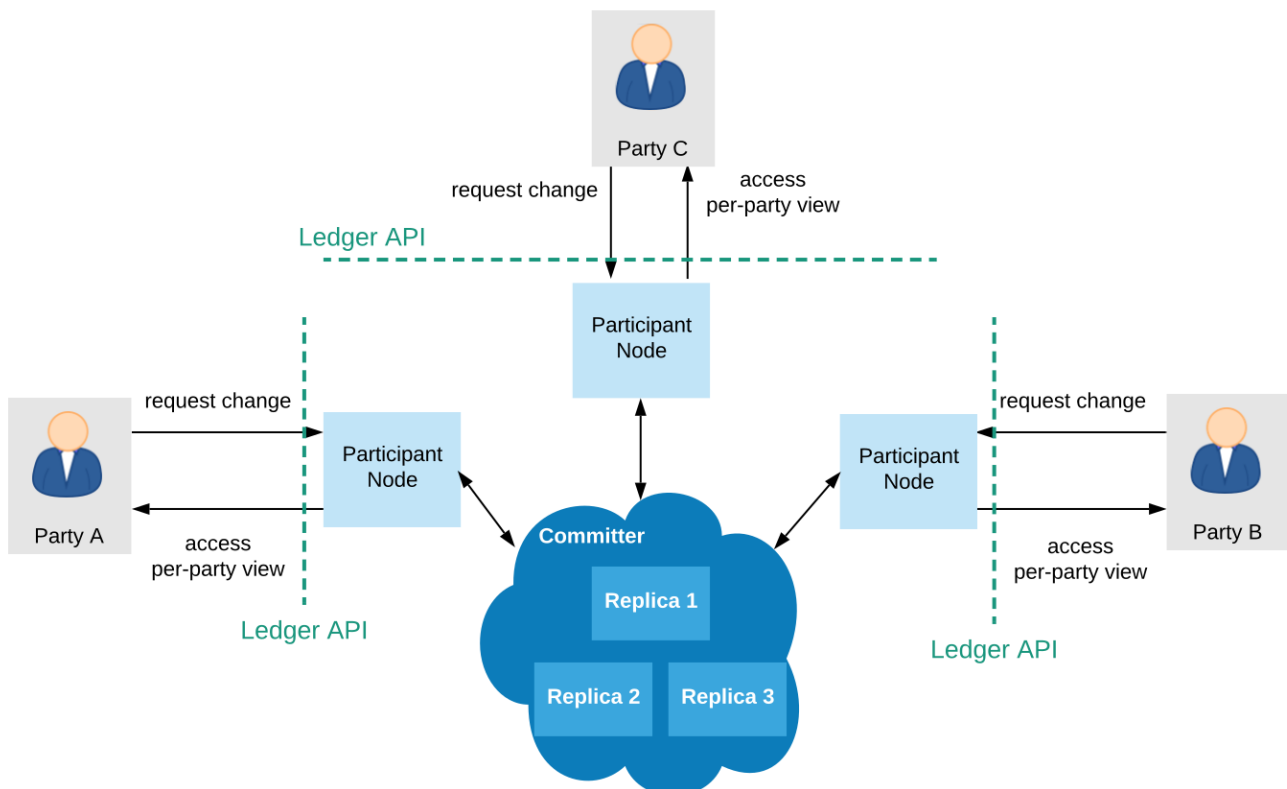 Party C
request change
access
per-party view
Ledger API
Participant
Node
request change
Party A
access
per-party view
Ledger API
Participant
Node
Participant
Node
request change
Party B
access
per-party view
Ledger API
Committer
Replica 1
Replica 2
Replica 3